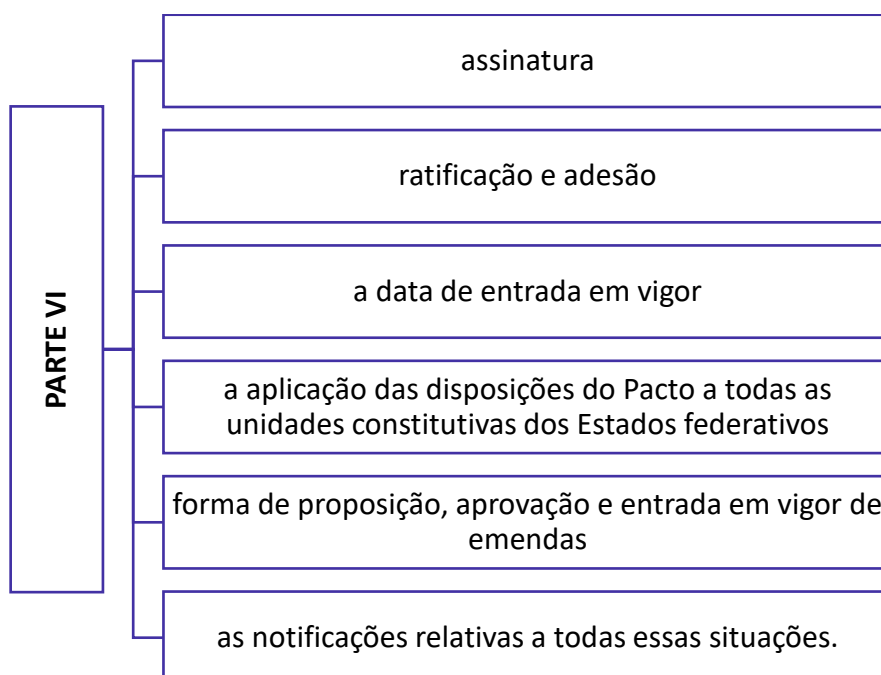 PARTE VI
assinatura
ratificação e adesão
a data de entrada em vigor
a aplicação das disposições do Pacto a todas as
unidades constitutivas dos Estados federativos
forma de proposição, aprovação e entrada em vigor de
emendas
as notificações relativas a todas essas situações.